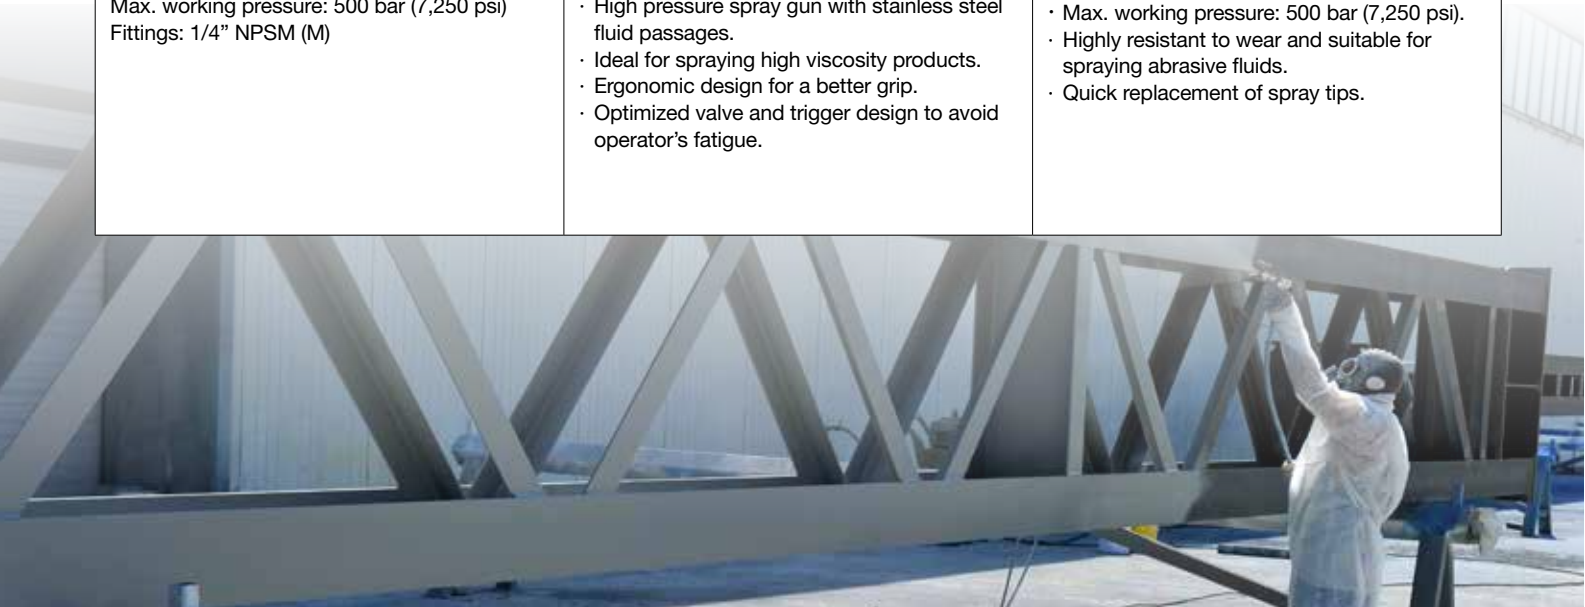 Max. working pressure: 500 bar (7,250 psi)
Fittings: 1/4” NPSM (M)
· High pressure spray gun with stainless steel
fluid passages.
· Ideal for spraying high viscosity products.
· Ergonomic design for a better grip.
· Optimized valve and trigger design to avoid
operator’s fatigue.
· Max. working pressure: 500 bar (7,250 psi).
· Highly resistant to wear and suitable for
spraying abrasive fluids.
· Quick replacement of spray tips.